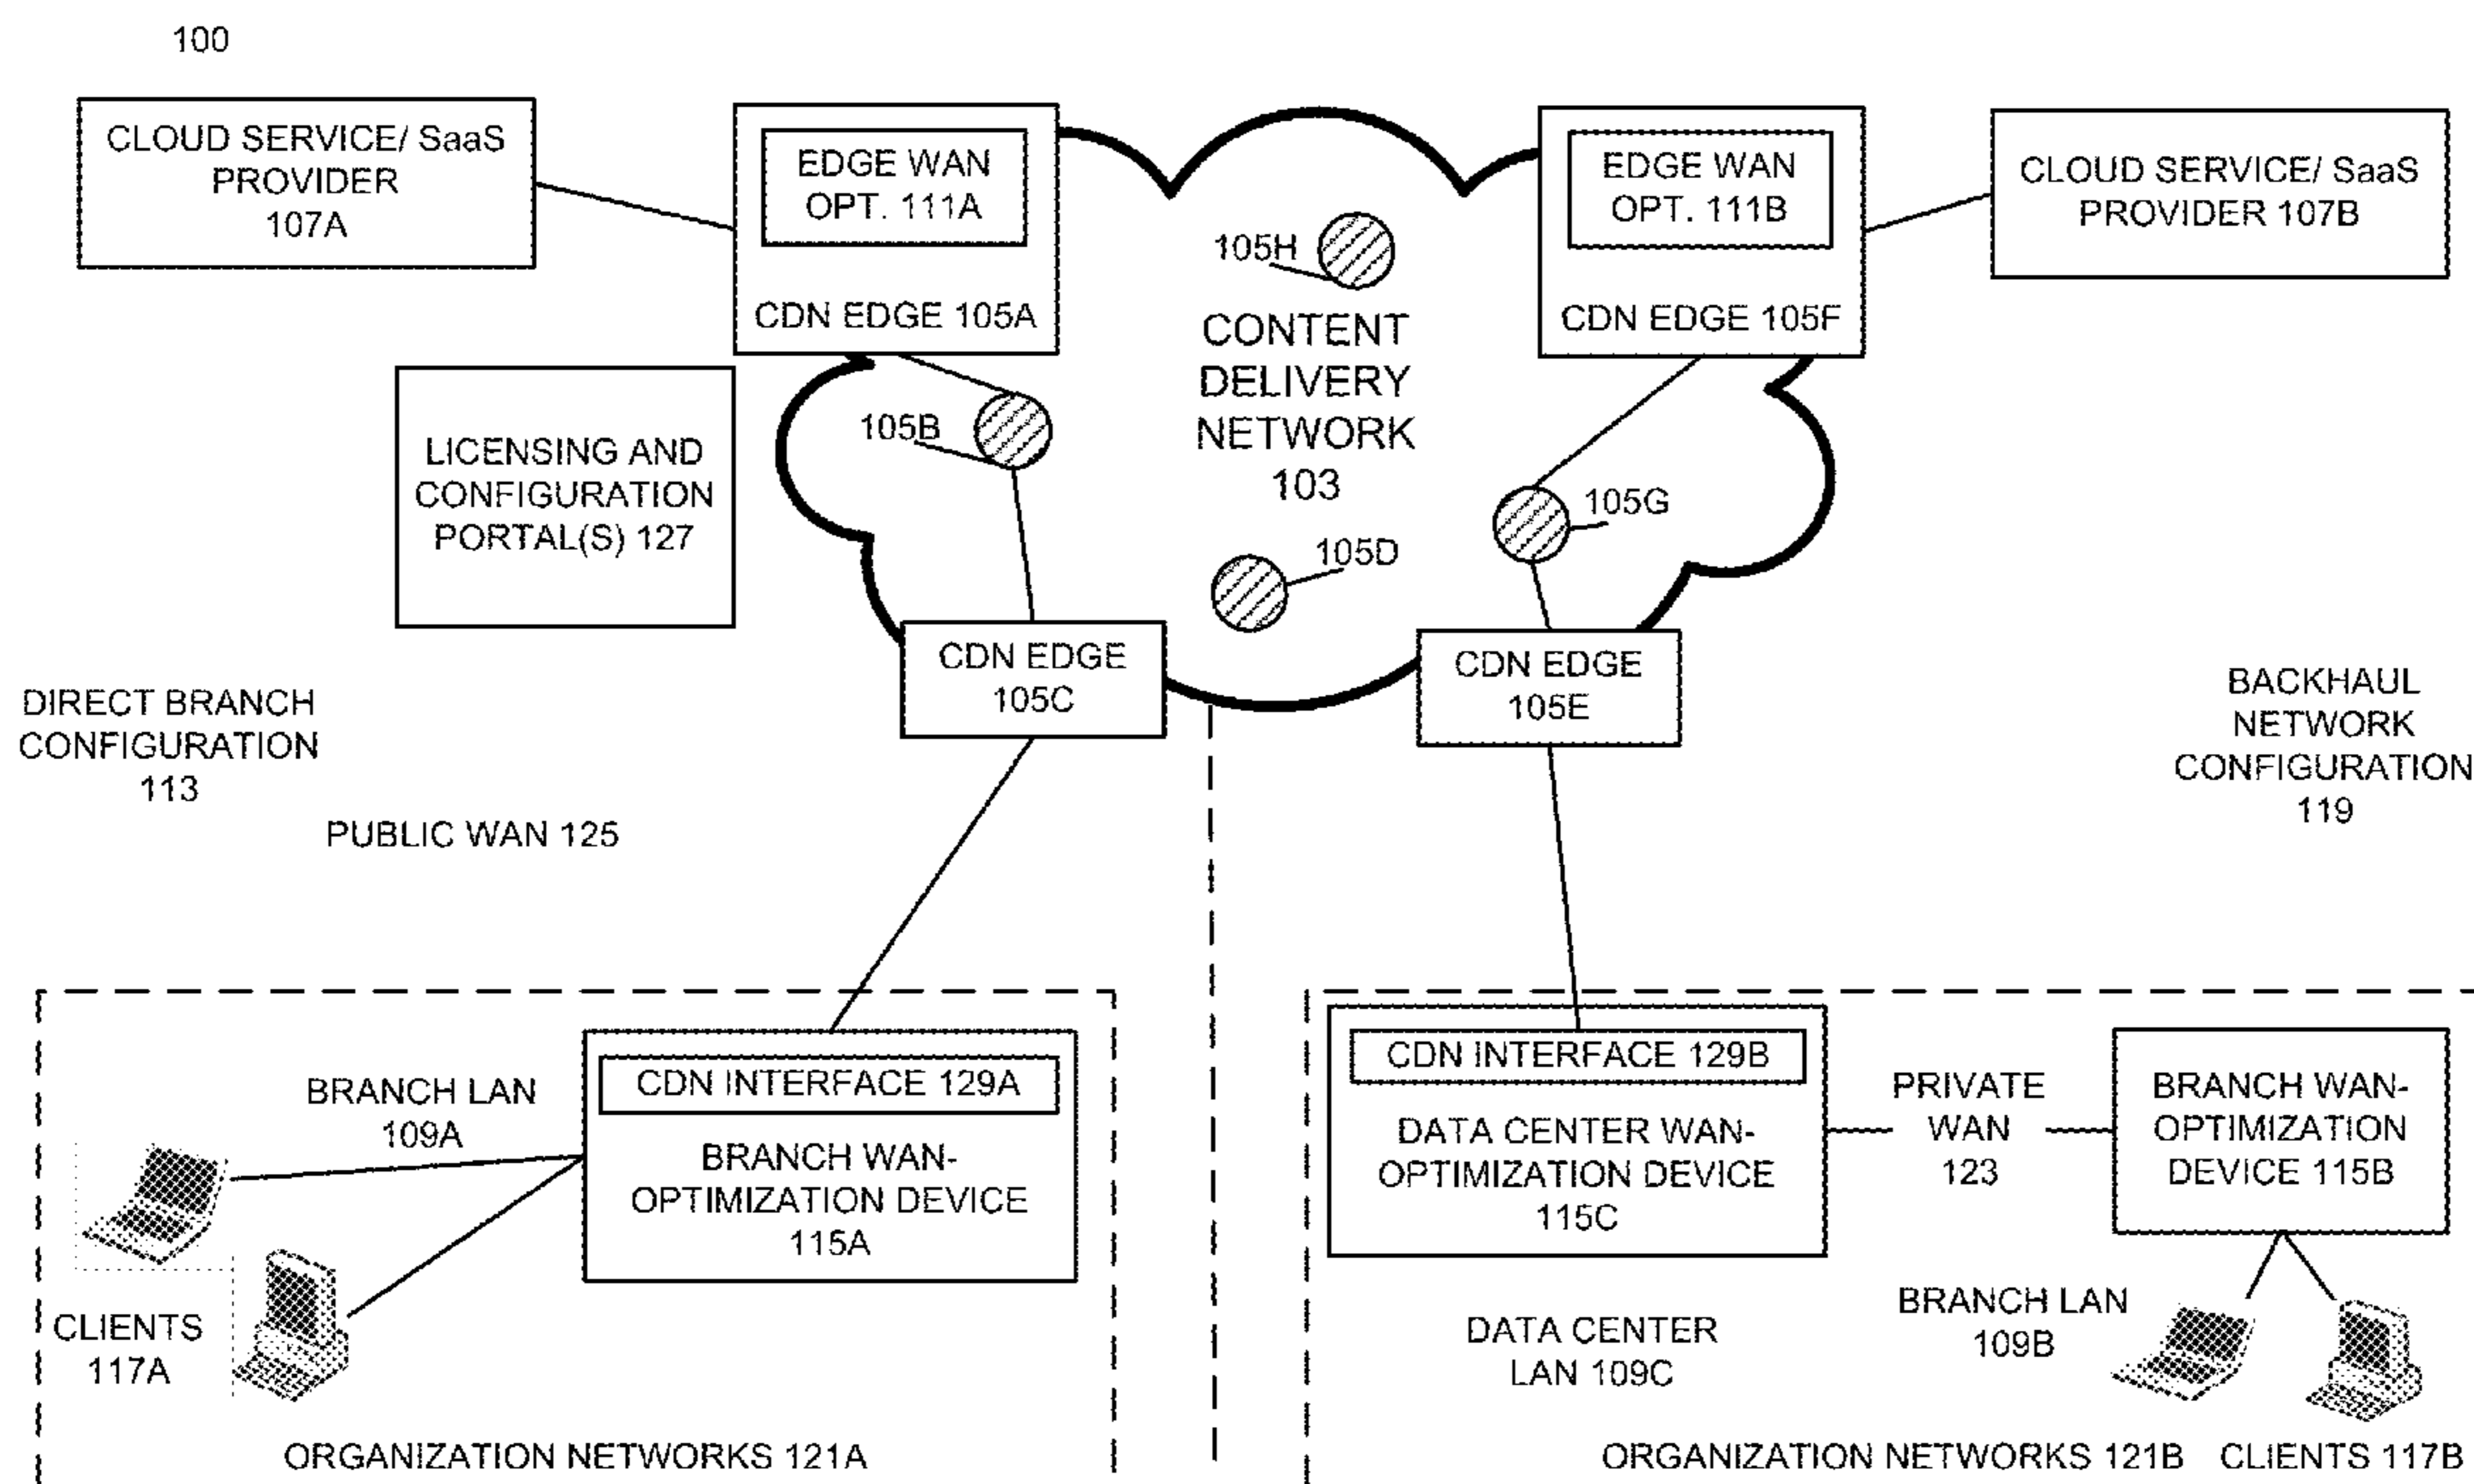 100
CLOUD SERVICE/ SaaS
PROVIDER
107A
EDGE WAN
OPT. 111A
CDN EDGE 105A
EDGE WAN
OPT. 111B
CDN EDGE 105F
CLOUD SERVICE/ SaaS
PROVIDER 107B
105H
CONTENT
DELIVERY
NETWORK
103
105B
105G
105D
LICENSING AND
CONFIGURATION
PORTAL(S) 127
CDN EDGE
105C
CDN EDGE
105E
DIRECT BRANCH
CONFIGURATION
113
BACKHAUL
NETWORK
CONFIGURATION
119
PUBLIC WAN 125
BRANCH LAN
109A
CDN INTERFACE 129A
BRANCH WAN-
OPTIMIZATION DEVICE
115A
CLIENTS
117A
ORGANIZATION NETWORKS 121A
CDN INTERFACE 129B
DATA CENTER WAN-
OPTIMIZATION DEVICE
115C
PRIVATE
WAN
123
BRANCH WAN-
OPTIMIZATION
DEVICE 115B
DATA CENTER
LAN 109C
BRANCH LAN
109B
ORGANIZATION NETWORKS 121B
CLIENTS 117B